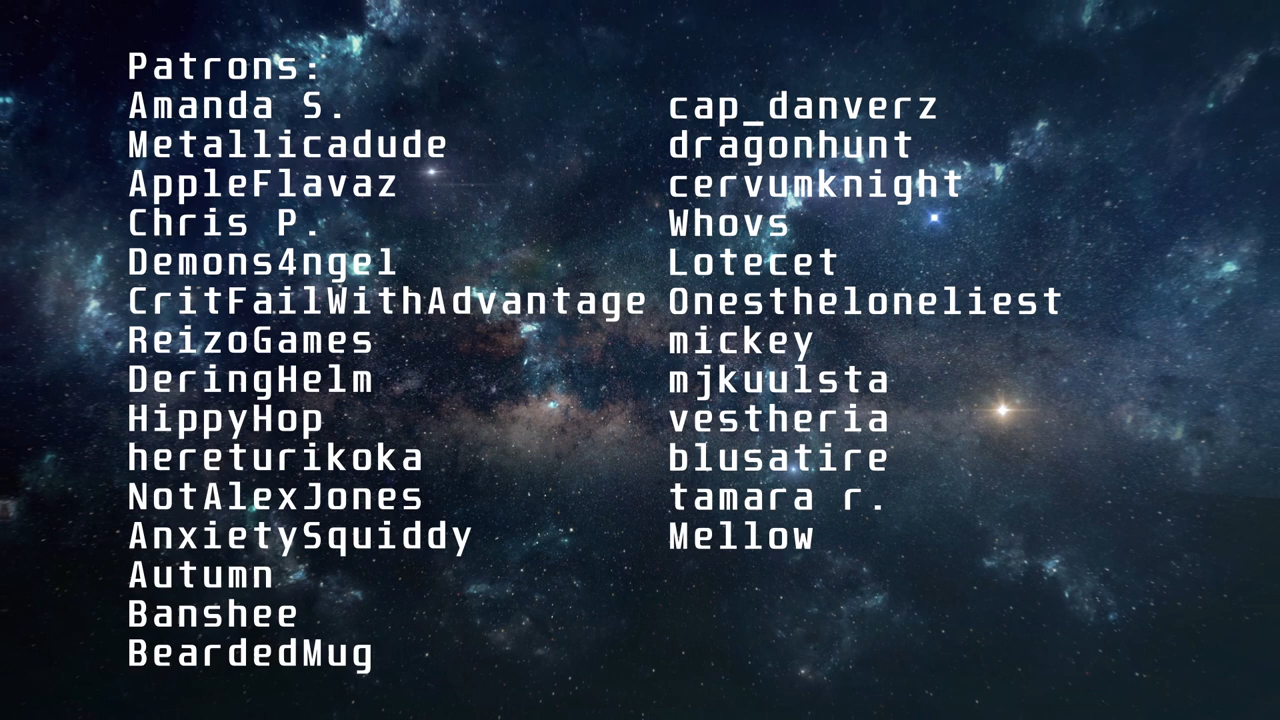 Patrons:
Amanda S.
Metallicadude
AppleFlavaz
Chris P.
Demons4ngel
CritFailWithAdvantage
ReizoGames
DeringHelm
HippyHop
hereturikoka
NotAlexJones
AnxietySquiddy
Autumn
Banshee
BeardedMug
cap_danverz
dragonhunt
cervumknight
Whovs
Lotecet
Onestheloneliest
mickey
mjkuulsta
vestheria
blusatire
tamara r.
Mellow